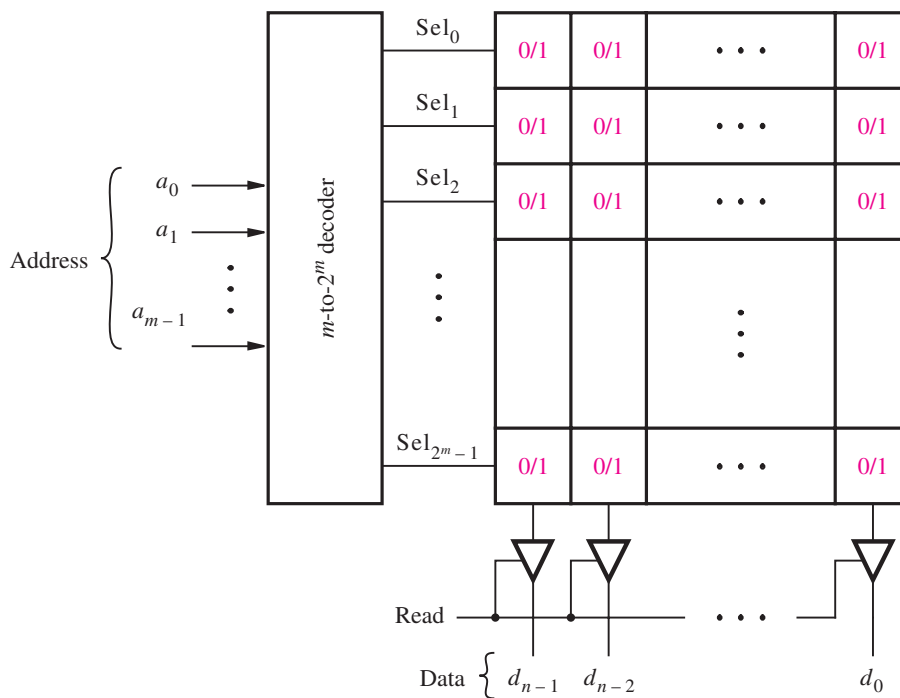 Sel₀ 0/1 0/1 • • • 0/1
Sel₁ 0/1 0/1 • • • 0/1
Sel₂ 0/1 0/1 • • • 0/1
Address
a₀
a₁
aₘ₋₁
m-to-2ᵐ decoder
Sel₂ᵐ₋₁ 0/1 0/1 • • • 0/1
Read • • •
Data dₙ₋₁ dₙ₋₂ d₀